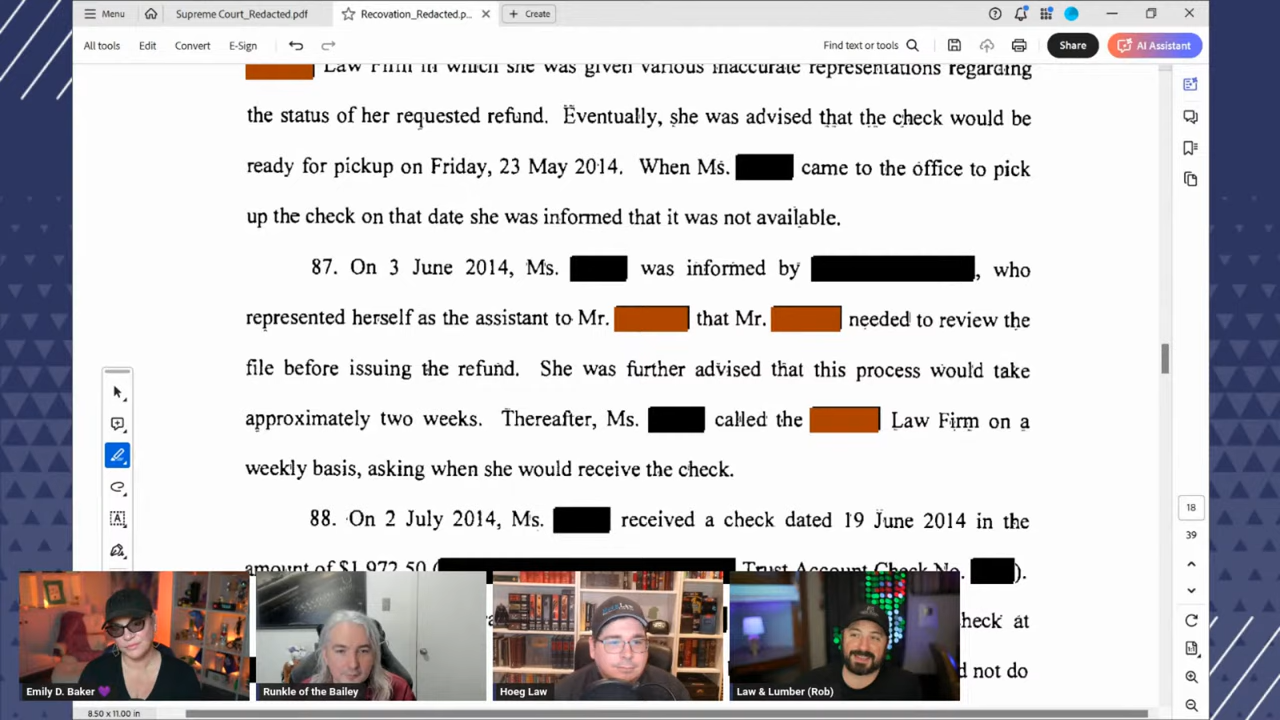 Menu
Supreme Court_Redacted.pdf
Recovation_Redacted.p...
Create
All tools
Edit
Convert
E-Sign
Find text or tools
Share
AI Assistant
Law Firm in which she was given various inaccurate representations regarding
the status of her requested refund. Eventually, she was advised that the check would be
ready for pickup on Friday, 23 May 2014. When Ms. came to the office to pick
up the check on that date she was informed that it was not available.
87. On 3 June 2014, Ms. was informed by , who
represented herself as the assistant to Mr. that Mr. needed to review the
file before issuing the refund. She was further advised that this process would take
approximately two weeks. Thereafter, Ms. called the Law Firm on a
weekly basis, asking when she would receive the check.
88. On 2 July 2014, Ms. received a check dated 19 June 2014 in the
amount of $1,972.50 ( Trust Account Check No. ).
check at
not do
18
39
Emily D. Baker 💜
Runkle of the Bailey
Hoeg Law
Law & Lumber (Rob)
8.50 x 11.00 in